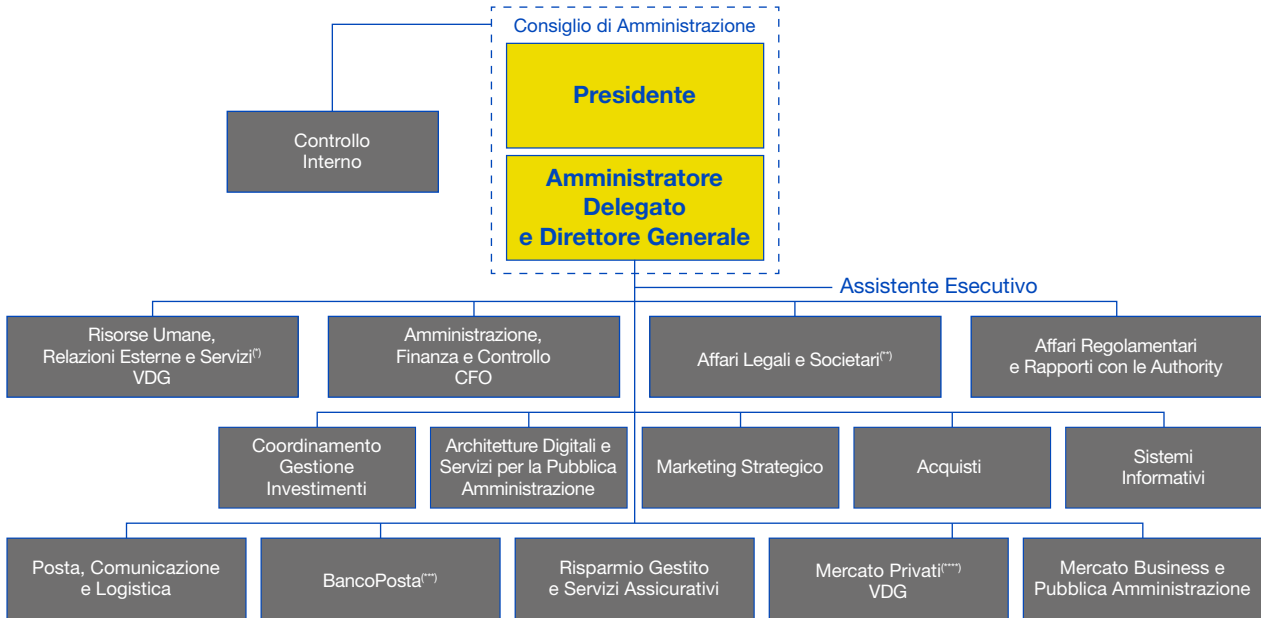 Consiglio di Amministrazione
Presidente
Controllo
Interno
Amministratore
Delegato
e Direttore Generale
Assistente Esecutivo
Risorse Umane,
Relazioni Esterne e Servizi(*)
VDG
Amministrazione,
Finanza e Controllo
CFO
Affari Legali e Societari(**)
Affari Regolamentari
e Rapporti con le Authority
Coordinamento
Gestione
Investimenti
Architetture Digitali e
Servizi per la Pubblica
Amministrazione
Marketing Strategico
Acquisti
Sistemi
Informativi
Posta, Comunicazione
e Logistica
BancoPosta(***)
Risparmio Gestito
e Servizi Assicurativi
Mercato Privati(****)
VDG
Mercato Business e
Pubblica Amministrazione